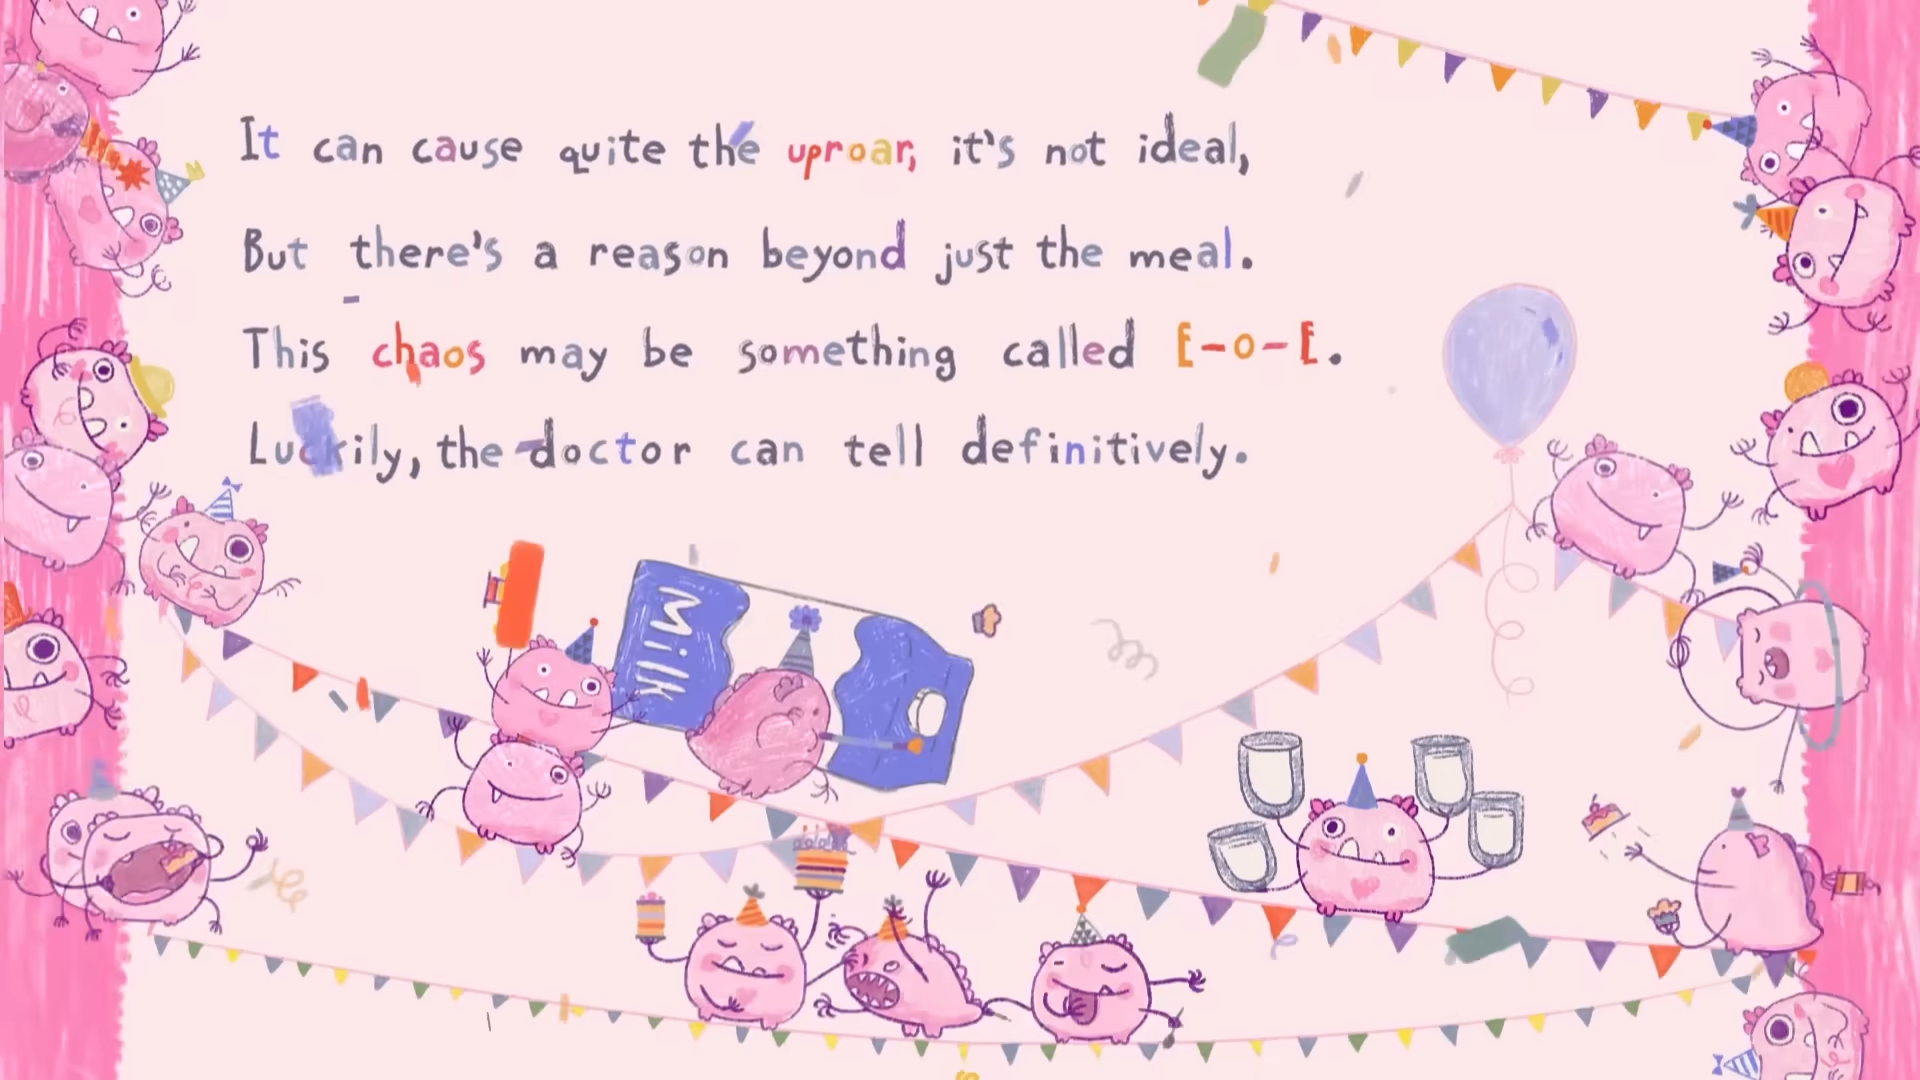 It can cause quite the uproar, it's not ideal,
But there's a reason beyond just the meal.
This chaos may be something called E-o-E.
Luckily, the doctor can tell definitively.
Milk